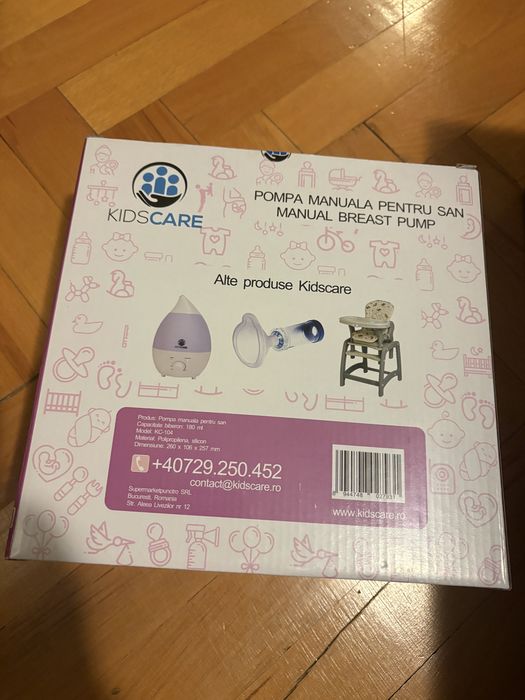 KIDSCARE
POMPA MANUALA PENTRU SAN
MANUAL BREAST PUMP
Alte produse Kidscare
Produs: Pompa manuala pentru san
Capacitate biberon: 180 ml
Model: KC-104
Material: Polipropilena, silicon
Dimensiune: 260 x 106 x 257 mm
+40729.250.452
contact@kidscare.ro
Supermarketpunctro SRL
Bucuresti, Romania
Str. Aleea Livezilor nr 12
www.kidscare.ro